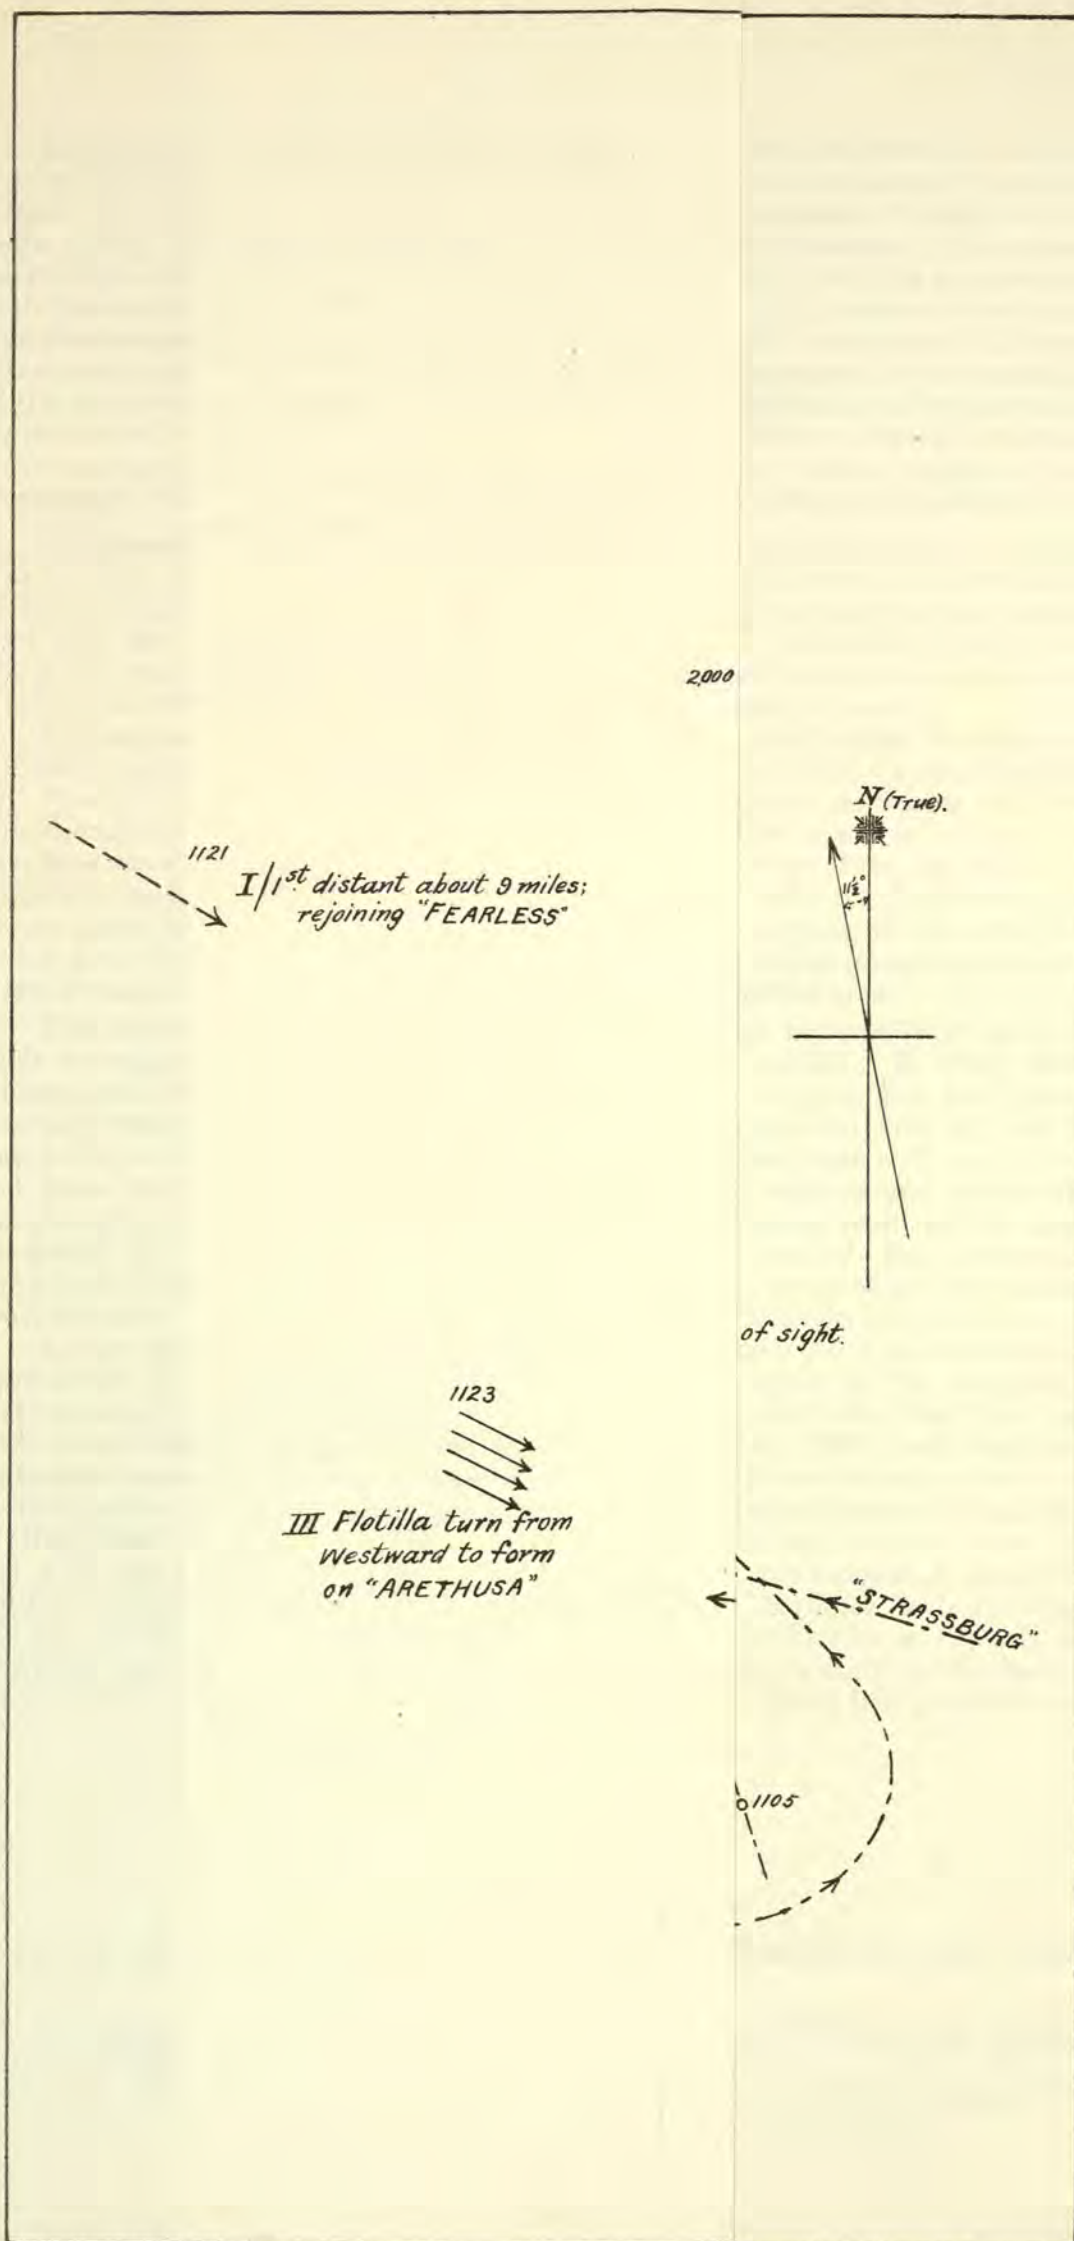 2,000
N (True).
11½°
1121
I/1st distant about 9 miles;
rejoining "FEARLESS"
of sight.
1123
III Flotilla turn from
Westward to form
on "ARETHUSA"
"STRASSBURG"
1105